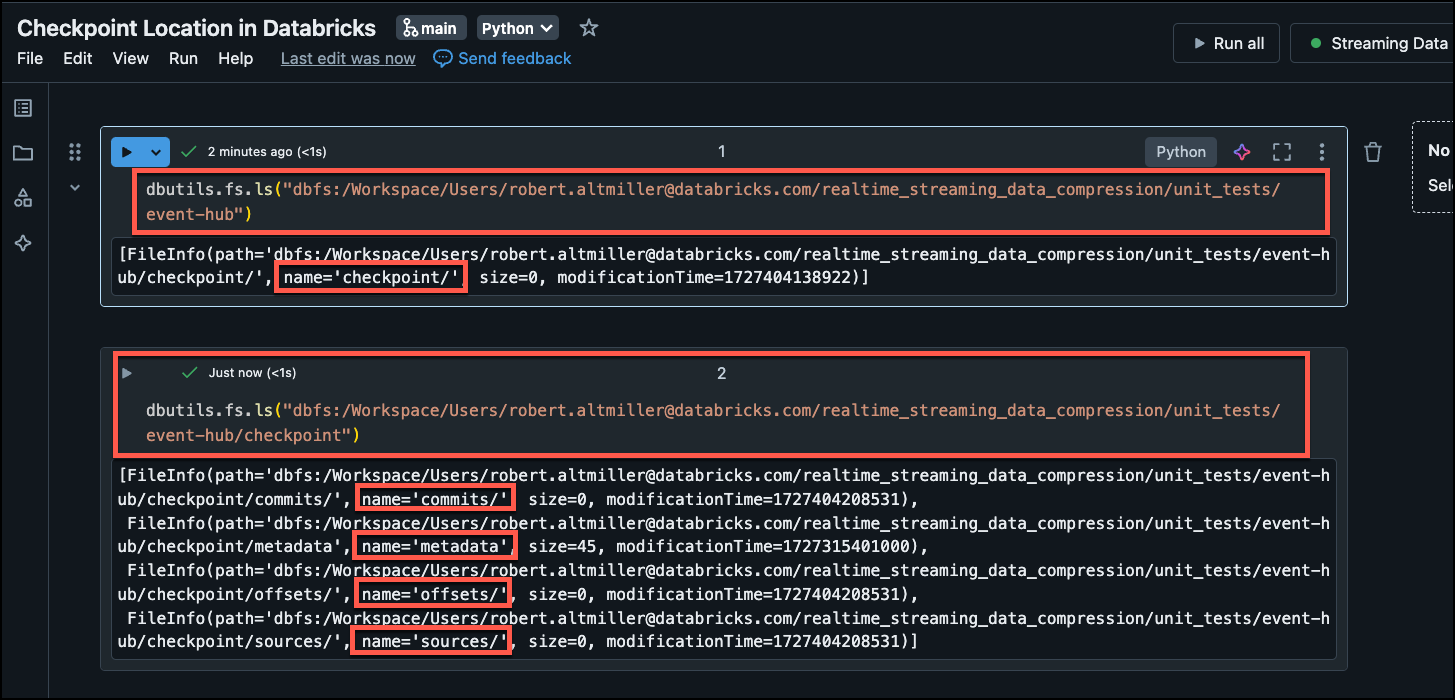 Checkpoint Location in Databricks main Python
File Edit View Run Help Last edit was now Send feedback
Run all
Streaming Data
2 minutes ago (<1s)
1
Python
dbutils.fs.ls("dbfs:/Workspace/Users/robert.altmiller@databricks.com/realtime_streaming_data_compression/unit_tests/
event-hub")
[FileInfo(path='dbfs:/Workspace/Users/robert.altmiller@databricks.com/realtime_streaming_data_compression/unit_tests/event-h
ub/checkpoint/', name='checkpoint/', size=0, modificationTime=1727404138922)]
No
Sel
Just now (<1s)
2
dbutils.fs.ls("dbfs:/Workspace/Users/robert.altmiller@databricks.com/realtime_streaming_data_compression/unit_tests/
event-hub/checkpoint")
[FileInfo(path='dbfs:/Workspace/Users/robert.altmiller@databricks.com/realtime_streaming_data_compression/unit_tests/event-h
ub/checkpoint/commits/', name='commits/', size=0, modificationTime=1727404208531),
FileInfo(path='dbfs:/Workspace/Users/robert.altmiller@databricks.com/realtime_streaming_data_compression/unit_tests/event-h
ub/checkpoint/metadata', name='metadata', size=45, modificationTime=1727315401000),
FileInfo(path='dbfs:/Workspace/Users/robert.altmiller@databricks.com/realtime_streaming_data_compression/unit_tests/event-h
ub/checkpoint/offsets/', name='offsets/', size=0, modificationTime=1727404208531),
FileInfo(path='dbfs:/Workspace/Users/robert.altmiller@databricks.com/realtime_streaming_data_compression/unit_tests/event-h
ub/checkpoint/sources/', name='sources/', size=0, modificationTime=1727404208531)]